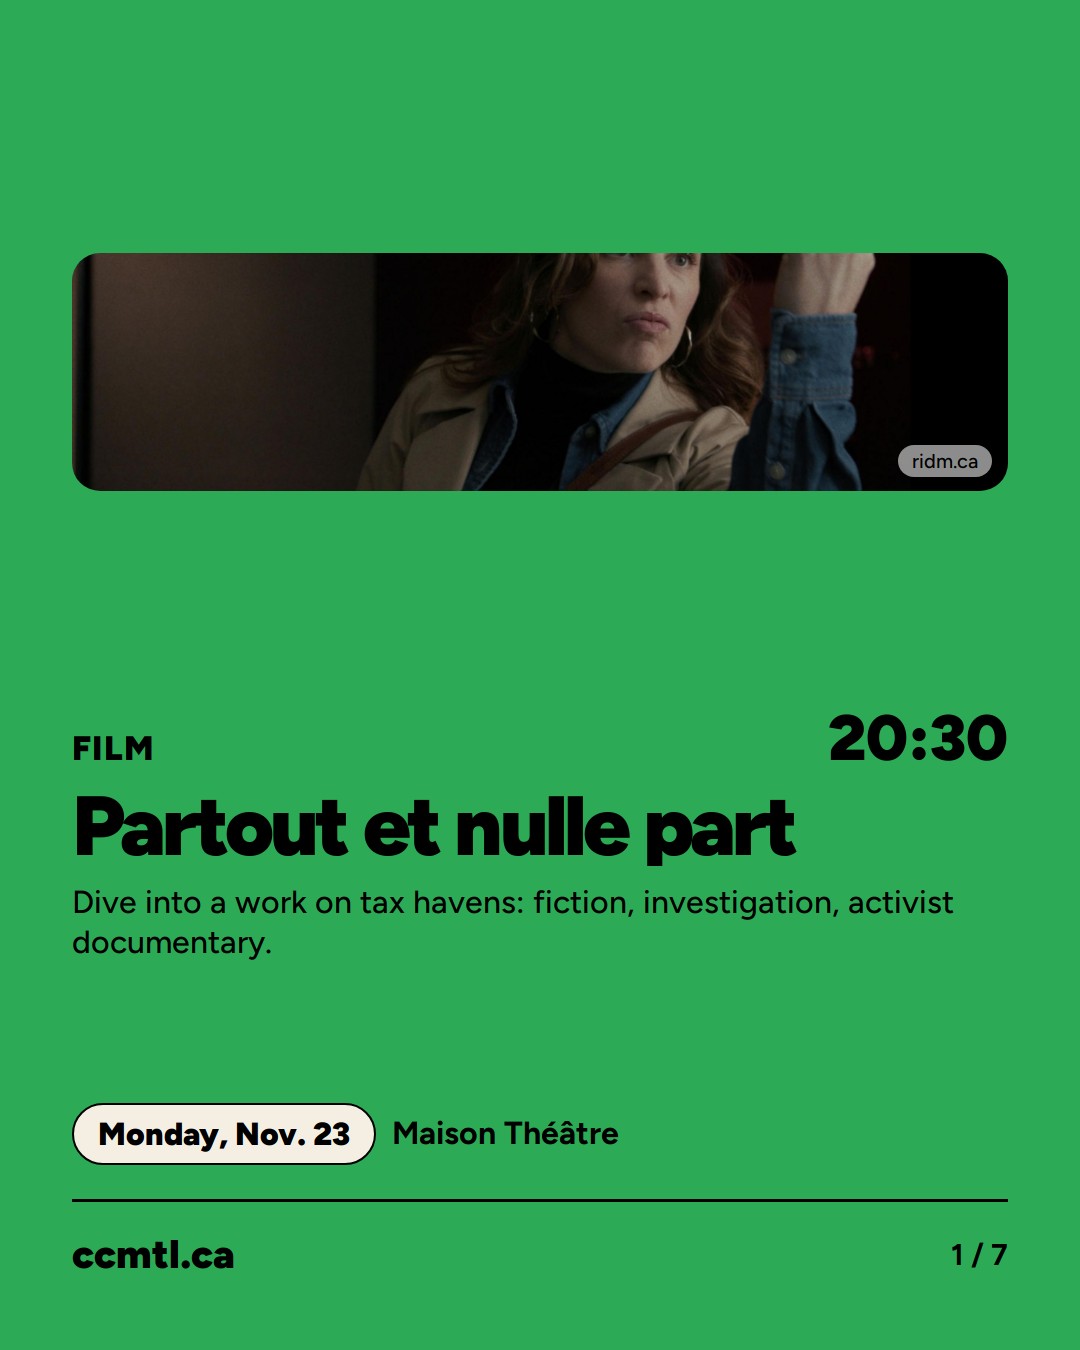 ridm.ca
FILM
20:30
Partout et nulle part
Dive into a work on tax havens: fiction, investigation, activist
documentary.
Monday, Nov. 23
Maison Théâtre
ccmtl.ca
1 / 7